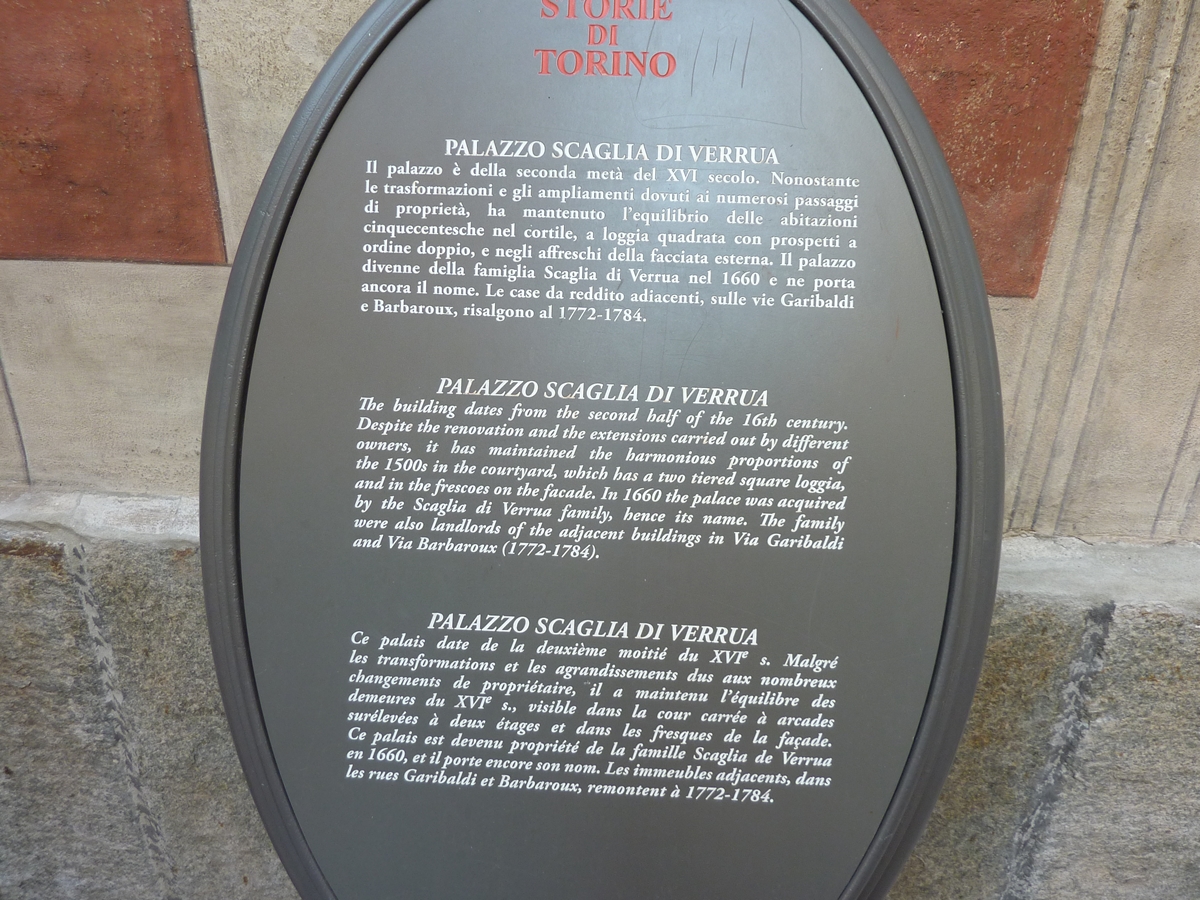 STORIE
DI
TORINO
PALAZZO SCAGLIA DI VERRUA
Il palazzo è della seconda metà del XVI secolo. Nonostante
le trasformazioni e gli ampliamenti dovuti ai numerosi passaggi
di proprietà, ha mantenuto l'equilibrio delle abitazioni
cinquecentesche nel cortile, a loggia quadrata con prospetti a
ordine doppio, e negli affreschi della facciata esterna. Il palazzo
divenne della famiglia Scaglia di Verrua nel 1660 e ne porta
ancora il nome. Le case da reddito adiacenti, sulle vie Garibaldi
e Barbaroux, risalgono al 1772-1784.
PALAZZO SCAGLIA DI VERRUA
The building dates from the second half of the 16th century.
Despite the renovation and the extensions carried out by different
owners, it has maintained the harmonious proportions of
the 1500s in the courtyard, which has a two tiered square loggia,
and in the frescoes on the facade. In 1660 the palace was acquired
by the Scaglia di Verrua family, hence its name. The family
were also landlords of the adjacent buildings in Via Garibaldi
and Via Barbaroux (1772-1784).
PALAZZO SCAGLIA DI VERRUA
Ce palais date de la deuxième moitié du XVIe s. Malgré
les transformations et les agrandissements dus aux nombreux
changements de propriétaire, il a maintenu l'équilibre des
demeures du XVIe s., visible dans la cour carrée à arcades
surélevées à deux étages et dans les fresques de la façade.
Ce palais est devenu propriété de la famille Scaglia de Verrua
en 1660, et il porte encore son nom. Les immeubles adjacents, dans
les rues Garibaldi et Barbaroux, remontent à 1772-1784.